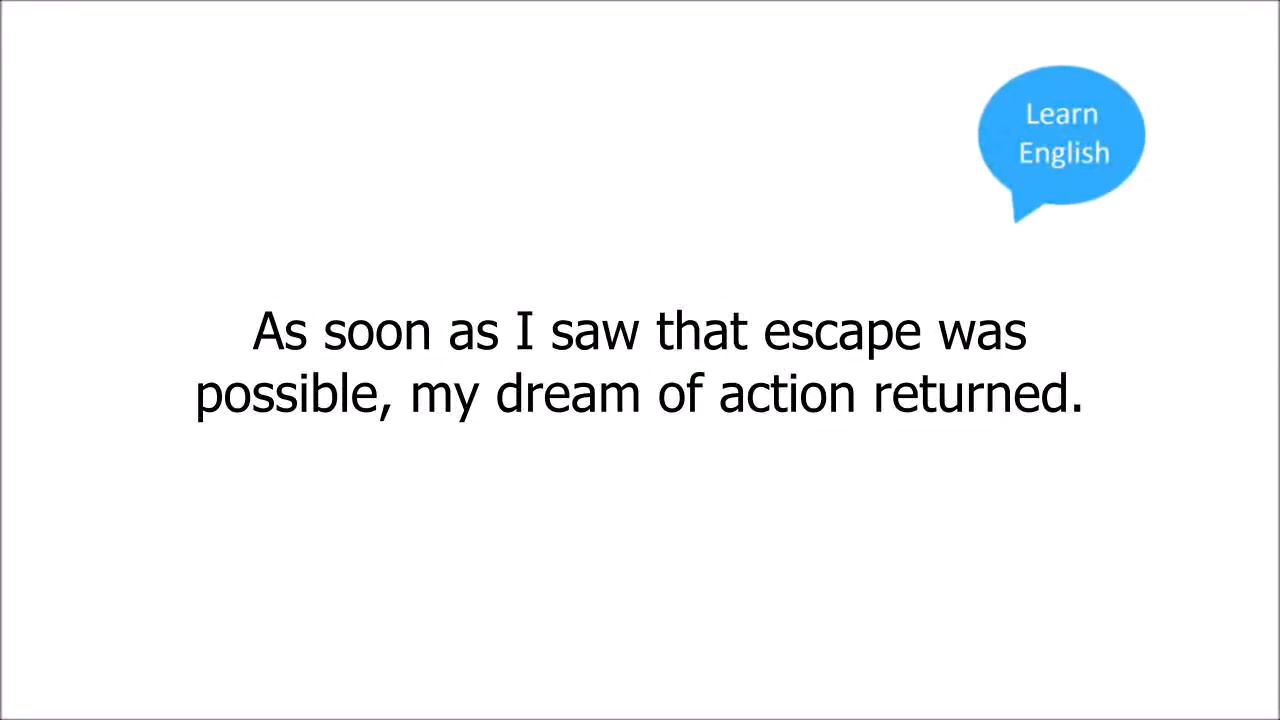 Learn
English
As soon as I saw that escape was
possible, my dream of action returned.